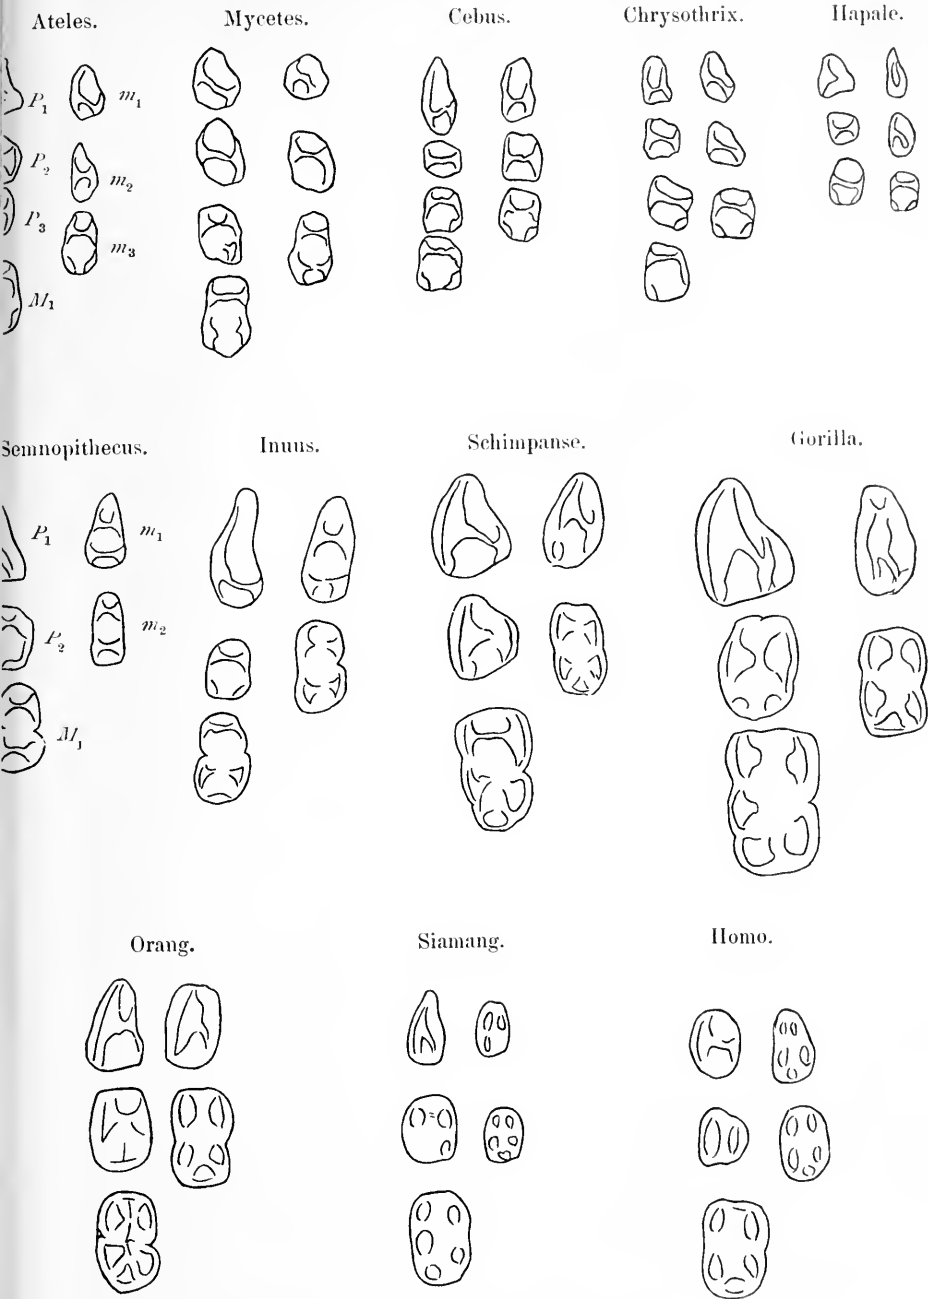 Ateles. Mycetes. Cebus. Chrysothrix. Hapale.
P₁ m₁
P₂ m₂
P₃ m₃
M₁
Semnopithecus. Inuus. Schimpanse. Gorilla.
P₁ m₁
P₂ m₂
M₁
Orang. Siamang. Homo.